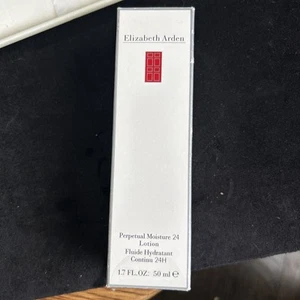 Elizabeth Arden
Perpetual Moisture 24
Lotion
Fluide Hydratant
Continu 24H
1.7 FL.OZ. 50 ml ℮